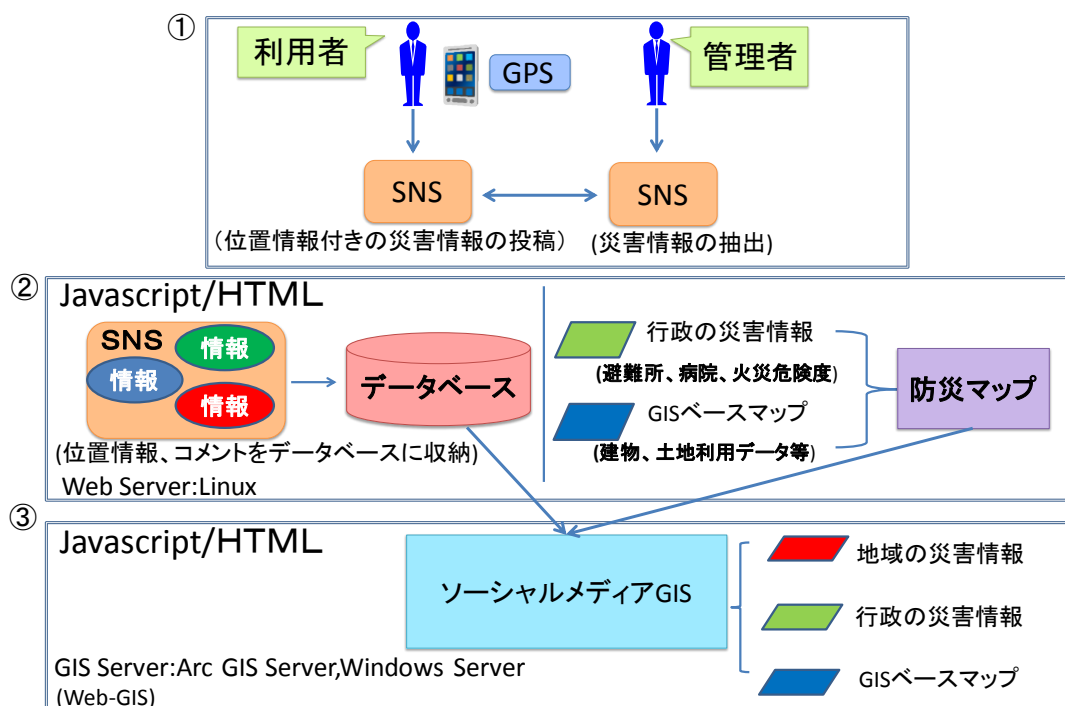 ①
利用者
GPS
管理者
SNS
SNS
（位置情報付きの災害情報の投稿）
(災害情報の抽出)
②
Javascript/HTML
SNS
情報
情報
情報
データベース
(位置情報、コメントをデータベースに収納)
Web Server:Linux
行政の災害情報
(避難所、病院、火災危険度)
GISベースマップ
(建物、土地利用データ等)
防災マップ
③
Javascript/HTML
ソーシャルメディアGIS
GIS Server:Arc GIS Server,Windows Server
(Web-GIS)
地域の災害情報
行政の災害情報
GISベースマップ